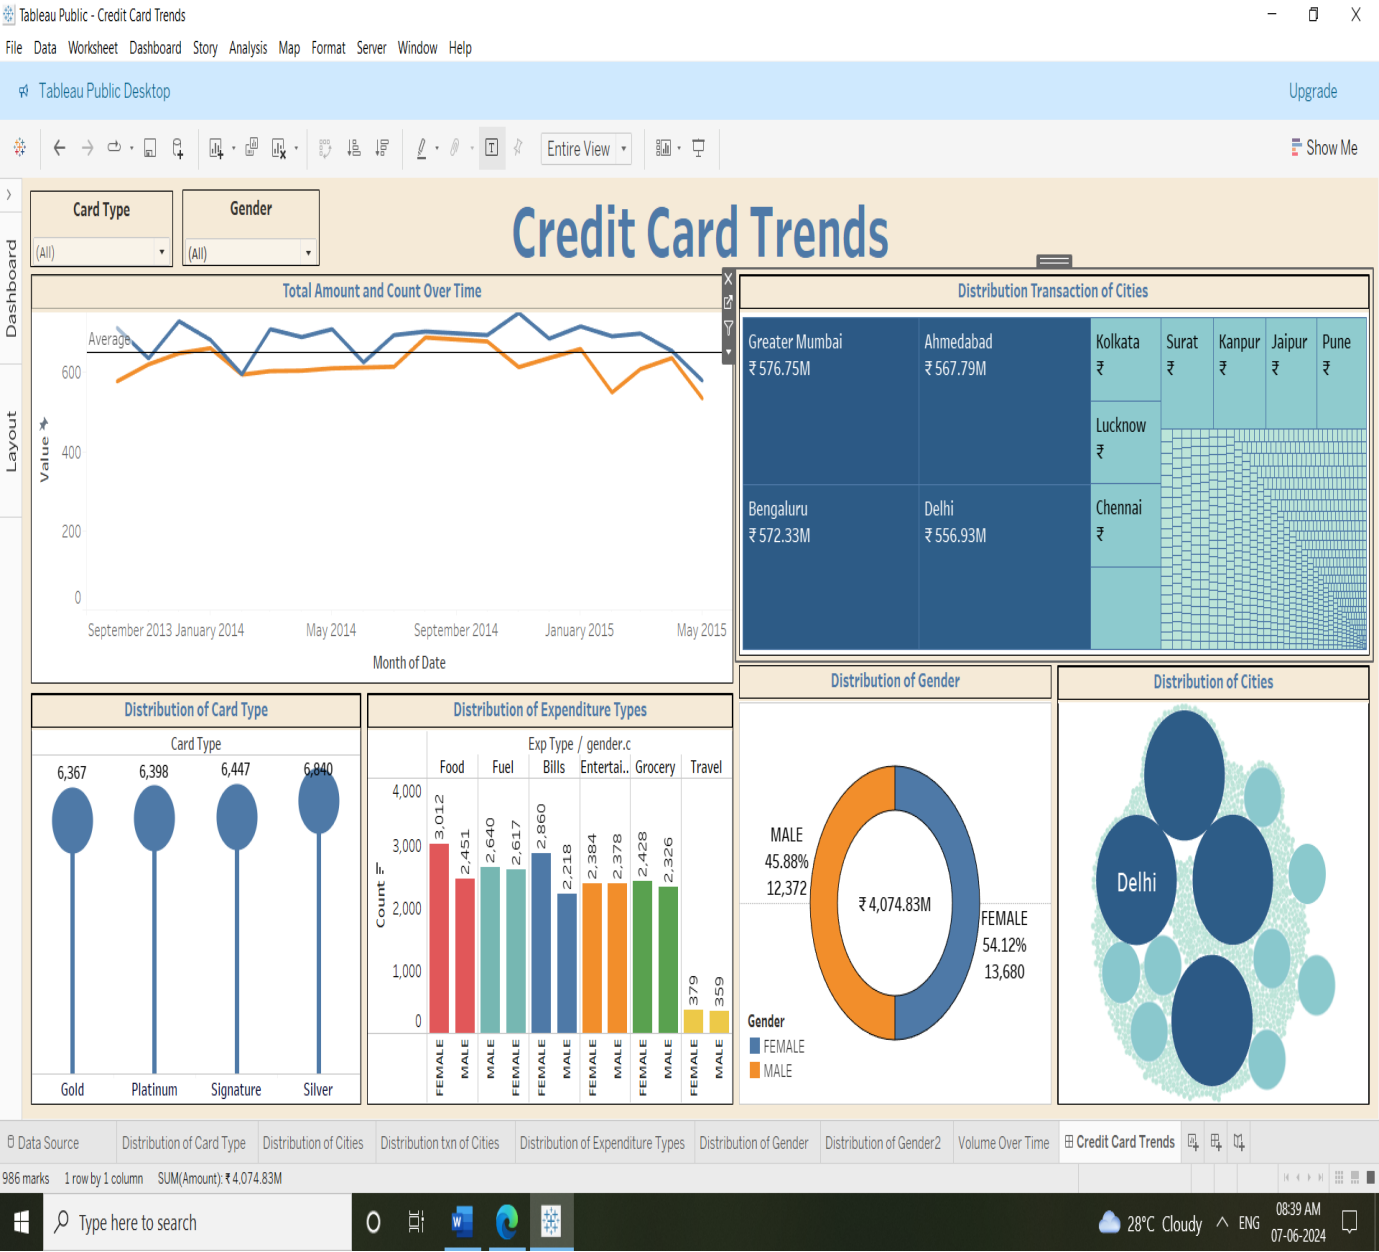 Tableau Public - Credit Card Trends
File Data Worksheet Dashboard Story Analysis Map Format Server Window Help
Tableau Public Desktop
Upgrade
Entire View
Show Me
Dashboard
Layout
Card Type
(All)
Gender
(All)
Credit Card Trends
Total Amount and Count Over Time
Average
600
400
200
0
Value
September 2013 January 2014 May 2014 September 2014 January 2015 May 2015
Month of Date
Distribution Transaction of Cities
Greater Mumbai
₹ 576.75M
Ahmedabad
₹ 567.79M
Bengaluru
₹ 572.33M
Delhi
₹ 556.93M
Kolkata
₹
Lucknow
₹
Chennai
₹
Surat
₹
Kanpur
₹
Jaipur
₹
Pune
₹
Distribution of Card Type
Card Type
6,367 6,398 6,447 6,840
Gold Platinum Signature Silver
Distribution of Expenditure Types
Exp Type / gender.c
Food Fuel Bills Entertai.. Grocery Travel
4,000
3,000
2,000
1,000
0
Count
3,012 2,451 2,640 2,617 2,860 2,218 2,384 2,378 2,428 2,326 379 359
FEMALE MALE MALE FEMALE FEMALE MALE FEMALE MALE FEMALE MALE FEMALE MALE
Distribution of Gender
MALE
45.88%
12,372
₹ 4,074.83M
FEMALE
54.12%
13,680
Gender
FEMALE
MALE
Distribution of Cities
Delhi
Data Source Distribution of Card Type Distribution of Cities Distribution txn of Cities Distribution of Expenditure Types Distribution of Gender Distribution of Gender2 Volume Over Time Credit Card Trends
986 marks 1 row by 1 column SUM(Amount): ₹ 4,074.83M
Type here to search
28°C Cloudy
ENG
08:39 AM
07-06-2024